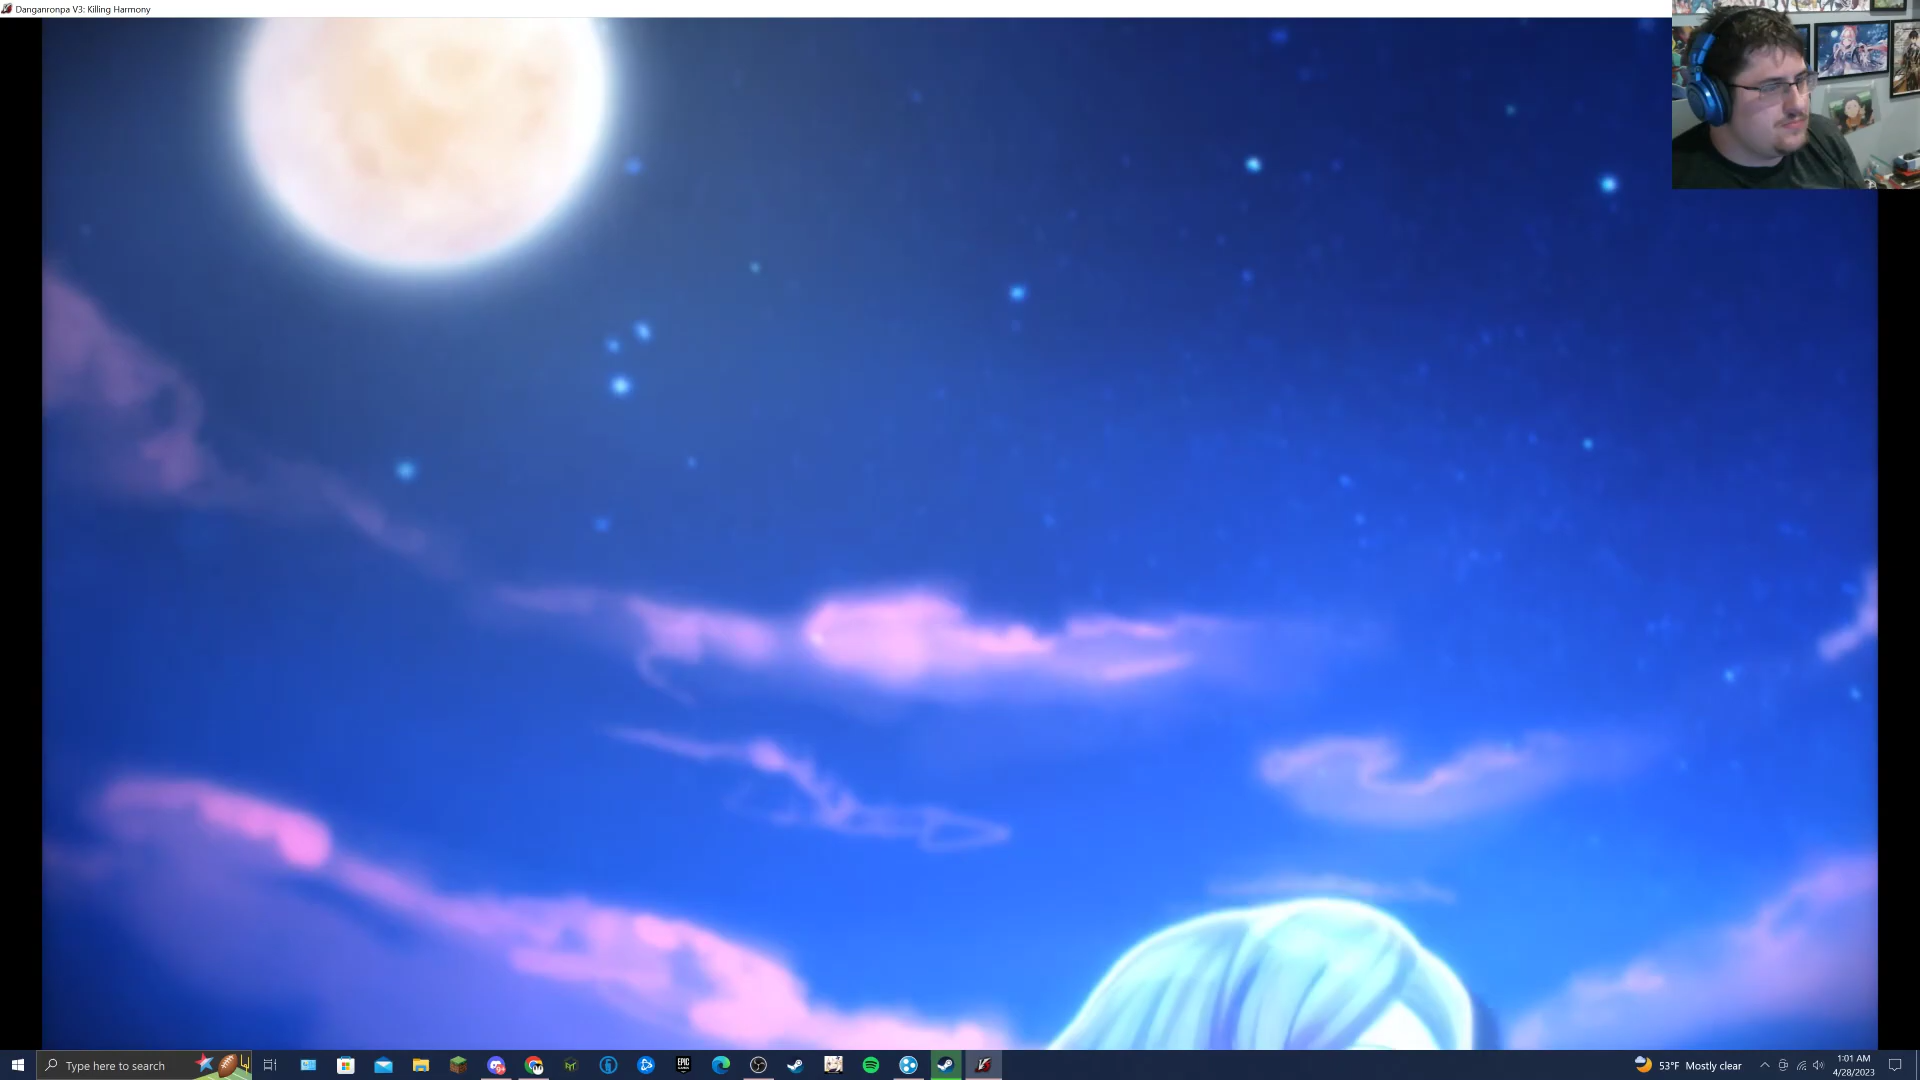 Danganronpa V3: Killing Harmony
Type here to search
53°F Mostly clear
1:01 AM
4/28/2023